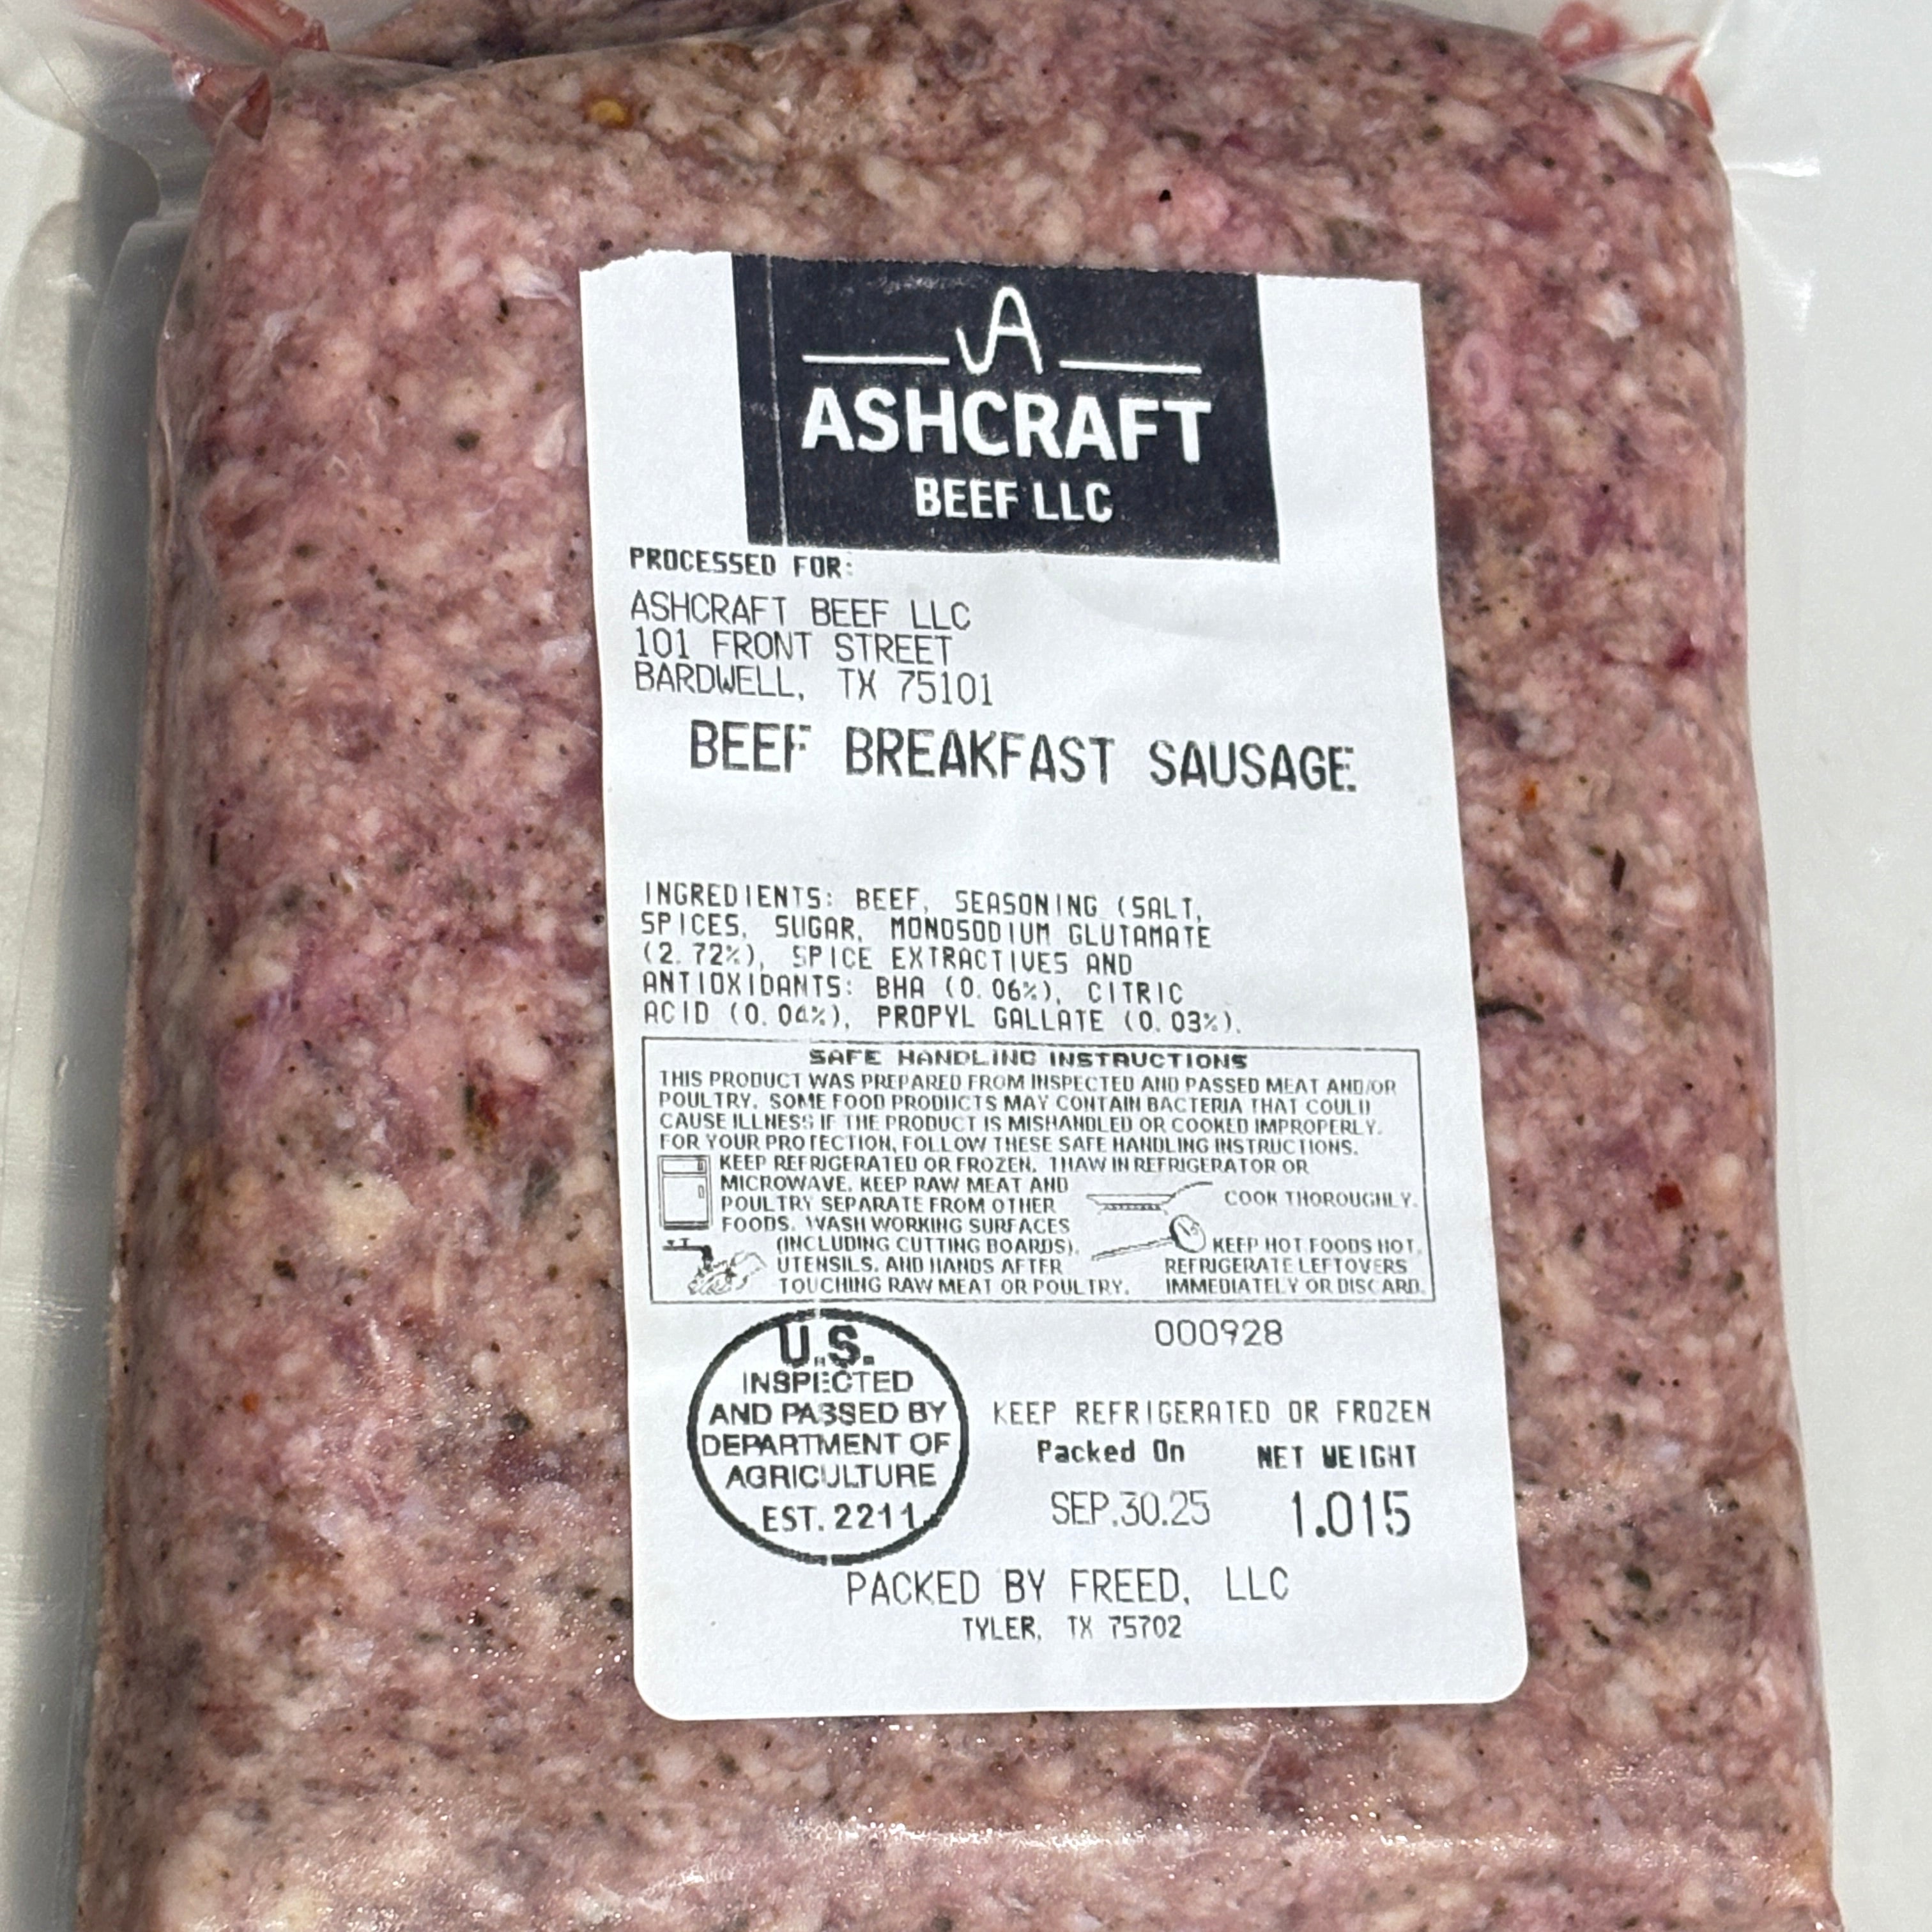 A
ASHCRAFT
BEEF LLC
PROCESSED FOR:
ASHCRAFT BEEF LLC
101 FRONT STREET
BARDWELL, TX 75101
BEEF BREAKFAST SAUSAGE.
INGREDIENTS: BEEF, SEASONING (SALT,
SPICES, SUGAR, MONOSODIUM GLUTAMATE
(2.72%), SPICE EXTRACTIVES AND
ANTIOXIDANTS: BHA (0.06%), CITRIC
ACID (0.04%), PROPYL GALLATE (0.03%).
SAFE HANDLING INSTRUCTIONS
THIS PRODUCT WAS PREPARED FROM INSPECTED AND PASSED MEAT AND/OR
POULTRY. SOME FOOD PRODUCTS MAY CONTAIN BACTERIA THAT COULD
CAUSE ILLNESS IF THE PRODUCT IS MISHANDLED OR COOKED IMPROPERLY.
FOR YOUR PROTECTION, FOLLOW THESE SAFE HANDLING INSTRUCTIONS.
KEEP REFRIGERATED OR FROZEN. THAW IN REFRIGERATOR OR
MICROWAVE. KEEP RAW MEAT AND
POULTRY SEPARATE FROM OTHER
FOODS. WASH WORKING SURFACES
(INCLUDING CUTTING BOARDS),
UTENSILS, AND HANDS AFTER
TOUCHING RAW MEAT OR POULTRY.
COOK THOROUGHLY.
KEEP HOT FOODS HOT.
REFRIGERATE LEFTOVERS
IMMEDIATELY OR DISCARD.
000928
U.S.
INSPECTED
AND PASSED BY
DEPARTMENT OF
AGRICULTURE
EST. 2211
KEEP REFRIGERATED OR FROZEN
Packed On NET WEIGHT
SEP.30.25 1.015
PACKED BY FREED, LLC
TYLER, TX 75702